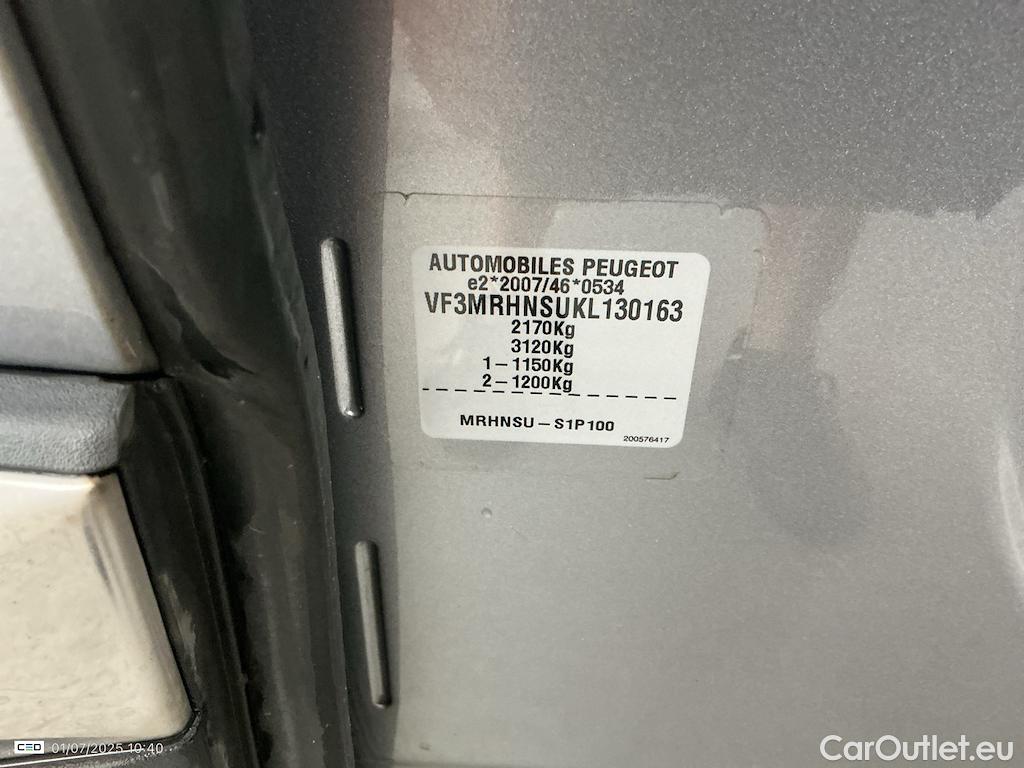 AUTOMOBILES PEUGEOT
e2*2007/46*0534
VF3MRHNSUKL130163
2170Kg
3120Kg
1-1150Kg
2-1200Kg
MRHNSU-S1P100
200576417
CEO 01/07/2025 10:40
CarOutlet.eu